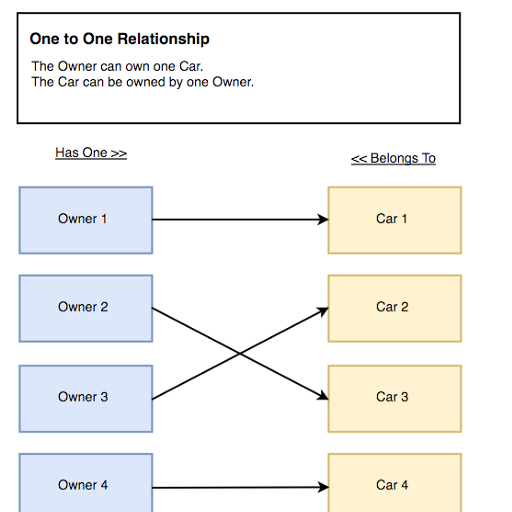 One to One Relationship
The Owner can own one Car.
The Car can be owned by one Owner.
Has One >>
<< Belongs To
Owner 1
Car 1
Owner 2
Car 2
Owner 3
Car 3
Owner 4
Car 4